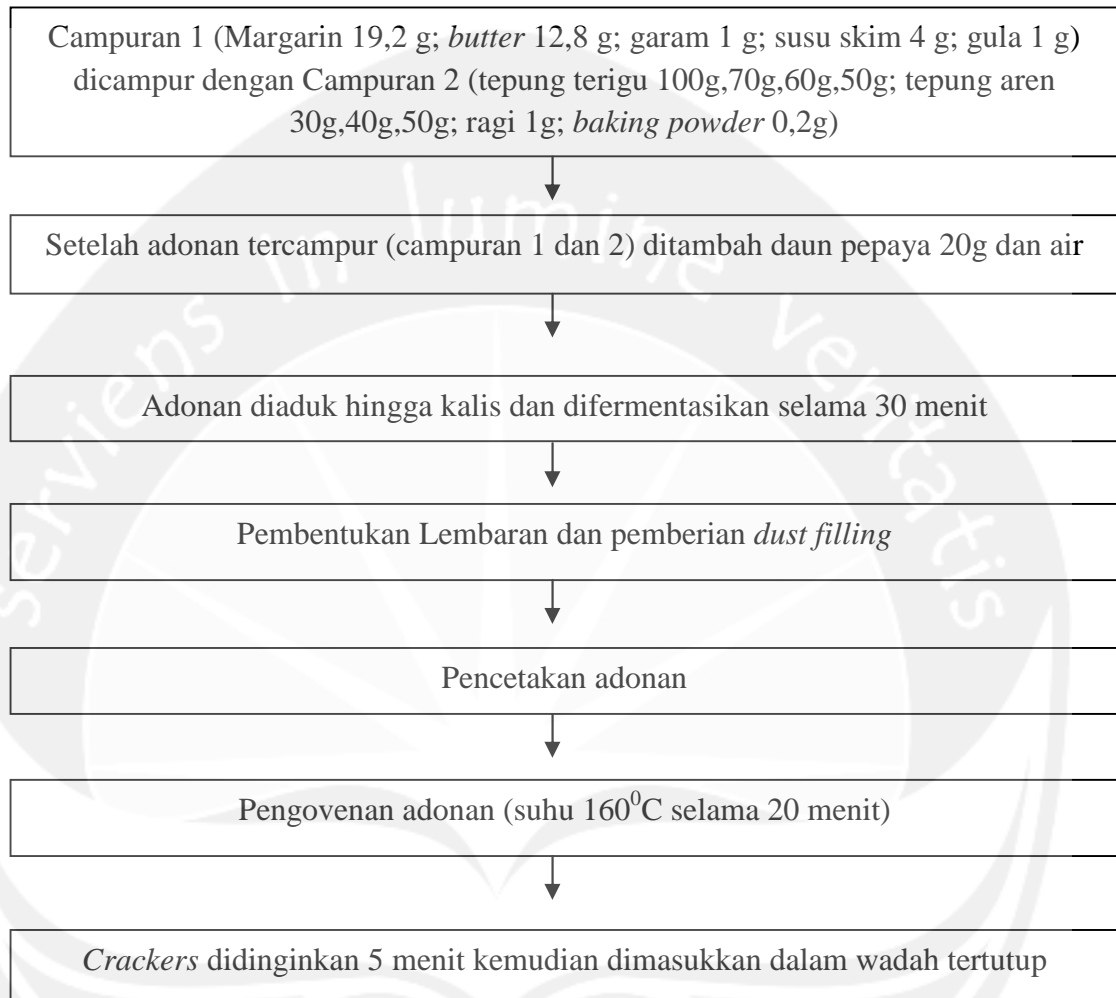 Campuran 1 (Margarin 19,2 g; butter 12,8 g; garam 1 g; susu skim 4 g; gula 1 g)
dicampur dengan Campuran 2 (tepung terigu 100g,70g,60g,50g; tepung aren
30g,40g,50g; ragi 1g; baking powder 0,2g)
Setelah adonan tercampur (campuran 1 dan 2) ditambah daun pepaya 20g dan air
Adonan diaduk hingga kalis dan difermentasikan selama 30 menit
Pembentukan Lembaran dan pemberian dust filling
Pencetakan adonan
Pengovenan adonan (suhu 160⁰C selama 20 menit)
Crackers didinginkan 5 menit kemudian dimasukkan dalam wadah tertutup
serviens in lumine veritatis